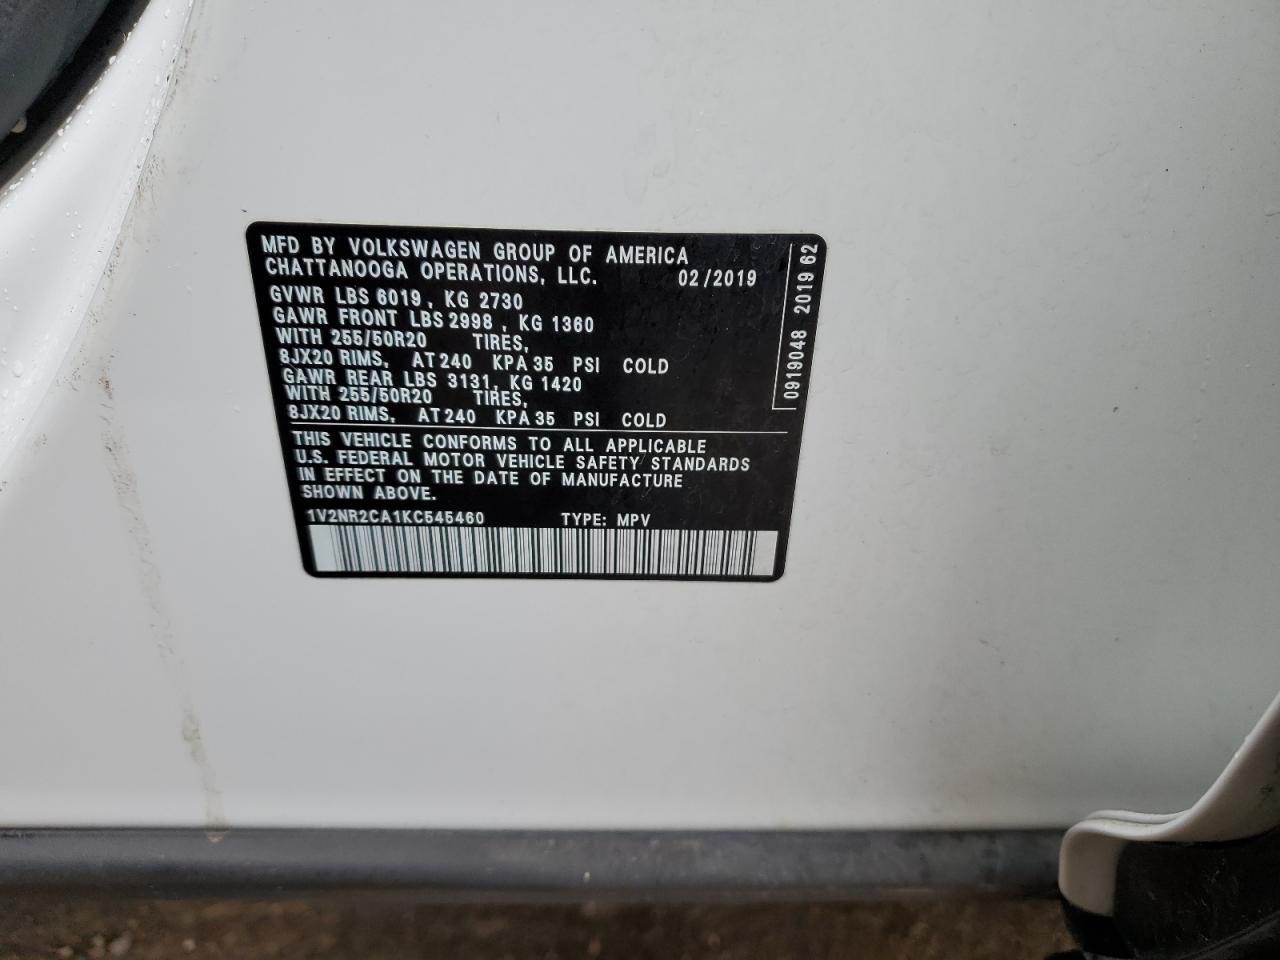 MFD BY VOLKSWAGEN GROUP OF AMERICA
CHATTANOOGA OPERATIONS, LLC. 02/2019
GVWR LBS 6019, KG 2730
GAWR FRONT LBS 2998, KG 1360
WITH 255/50R20 TIRES,
8JX20 RIMS, AT 240 KPA 35 PSI COLD
GAWR REAR LBS 3131, KG 1420
WITH 255/50R20 TIRES,
8JX20 RIMS, AT 240 KPA 35 PSI COLD
THIS VEHICLE CONFORMS TO ALL APPLICABLE
U.S. FEDERAL MOTOR VEHICLE SAFETY STANDARDS
IN EFFECT ON THE DATE OF MANUFACTURE
SHOWN ABOVE.
1V2NR2CA1KC545460 TYPE: MPV
0919048 2019 62